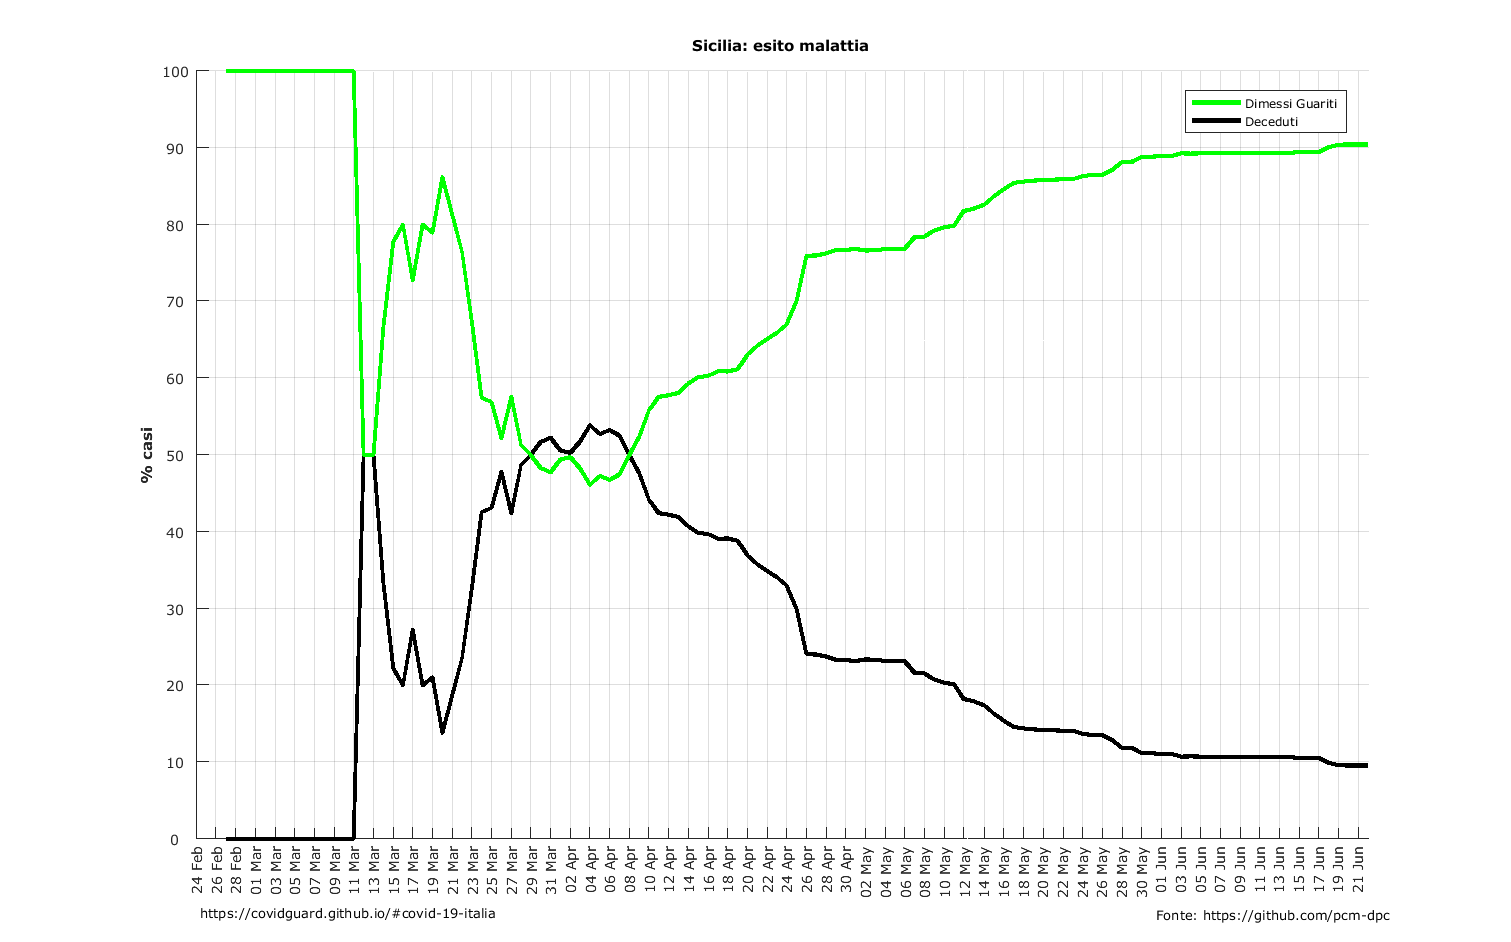 Sicilia: esito malattia
Dimessi Guariti
Deceduti
% casi
100
90
80
70
60
50
40
30
20
10
0
24 Feb
26 Feb
28 Feb
01 Mar
03 Mar
05 Mar
07 Mar
09 Mar
11 Mar
13 Mar
15 Mar
17 Mar
19 Mar
21 Mar
23 Mar
25 Mar
27 Mar
29 Mar
31 Mar
02 Apr
04 Apr
06 Apr
08 Apr
10 Apr
12 Apr
14 Apr
16 Apr
18 Apr
20 Apr
22 Apr
24 Apr
26 Apr
28 Apr
30 Apr
02 May
04 May
06 May
08 May
10 May
12 May
14 May
16 May
18 May
20 May
22 May
24 May
26 May
28 May
30 May
01 Jun
03 Jun
05 Jun
07 Jun
09 Jun
11 Jun
13 Jun
15 Jun
17 Jun
19 Jun
21 Jun
https://covidguard.github.io/#covid-19-italia
Fonte: https://github.com/pcm-dpc